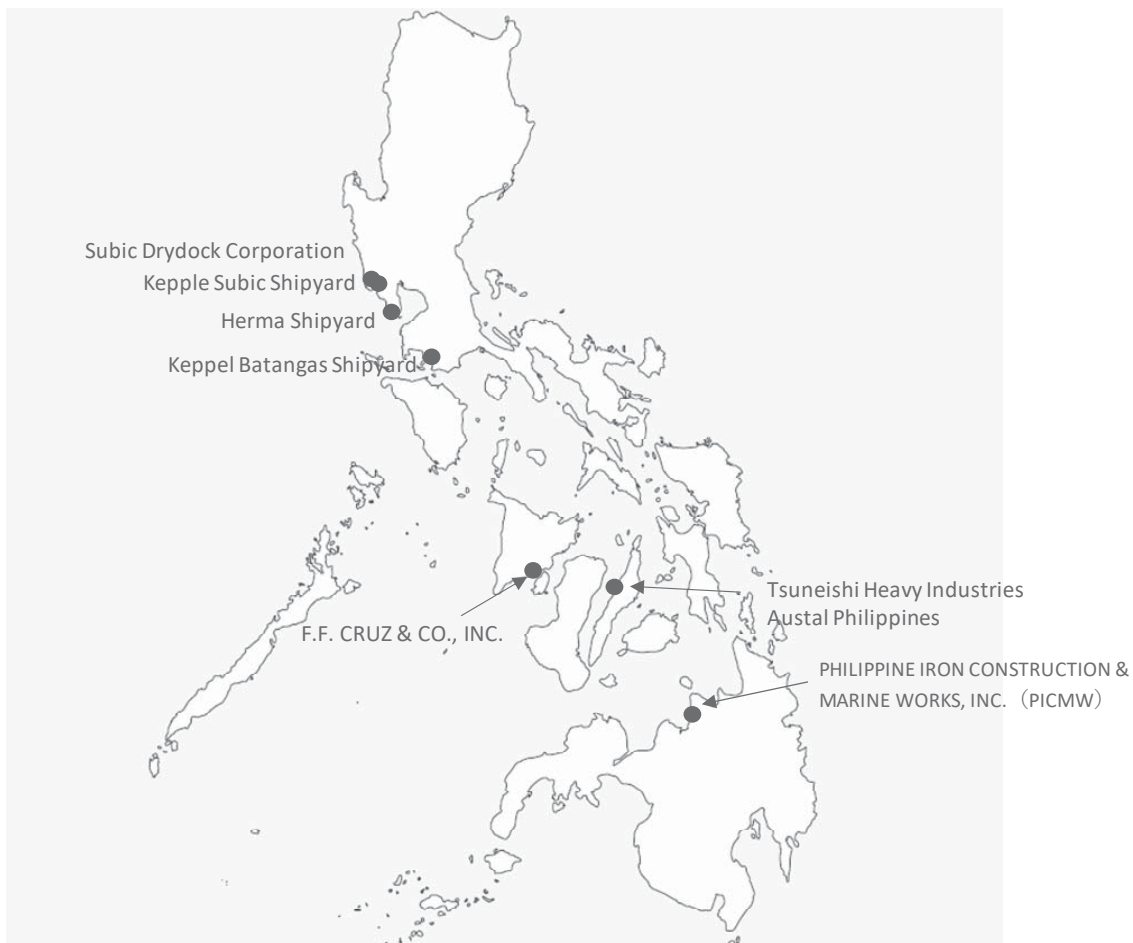 Subic Drydock Corporation
Kepple Subic Shipyard
Herma Shipyard
Keppel Batangas Shipyard
F.F. CRUZ & CO., INC.
Tsuneishi Heavy Industries
Austal Philippines
PHILIPPINE IRON CONSTRUCTION &
MARINE WORKS, INC.（PICMW）